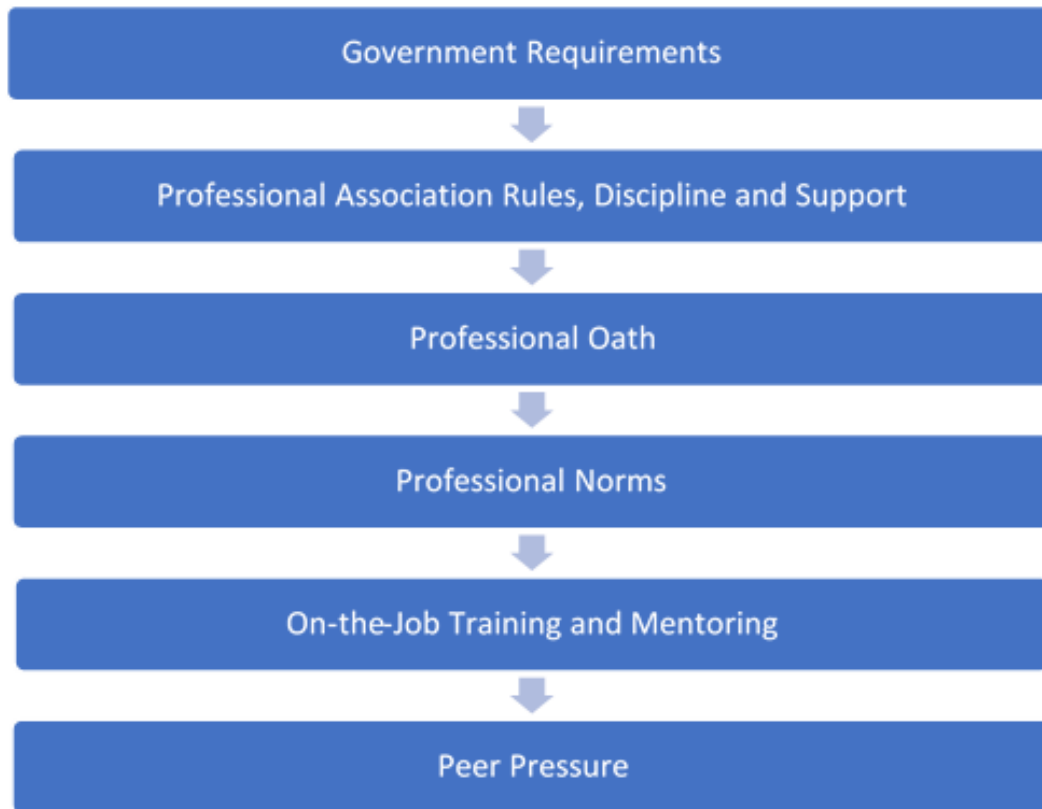 Government Requirements
Professional Association Rules, Discipline and Support
Professional Oath
Professional Norms
On-the-Job Training and Mentoring
Peer Pressure